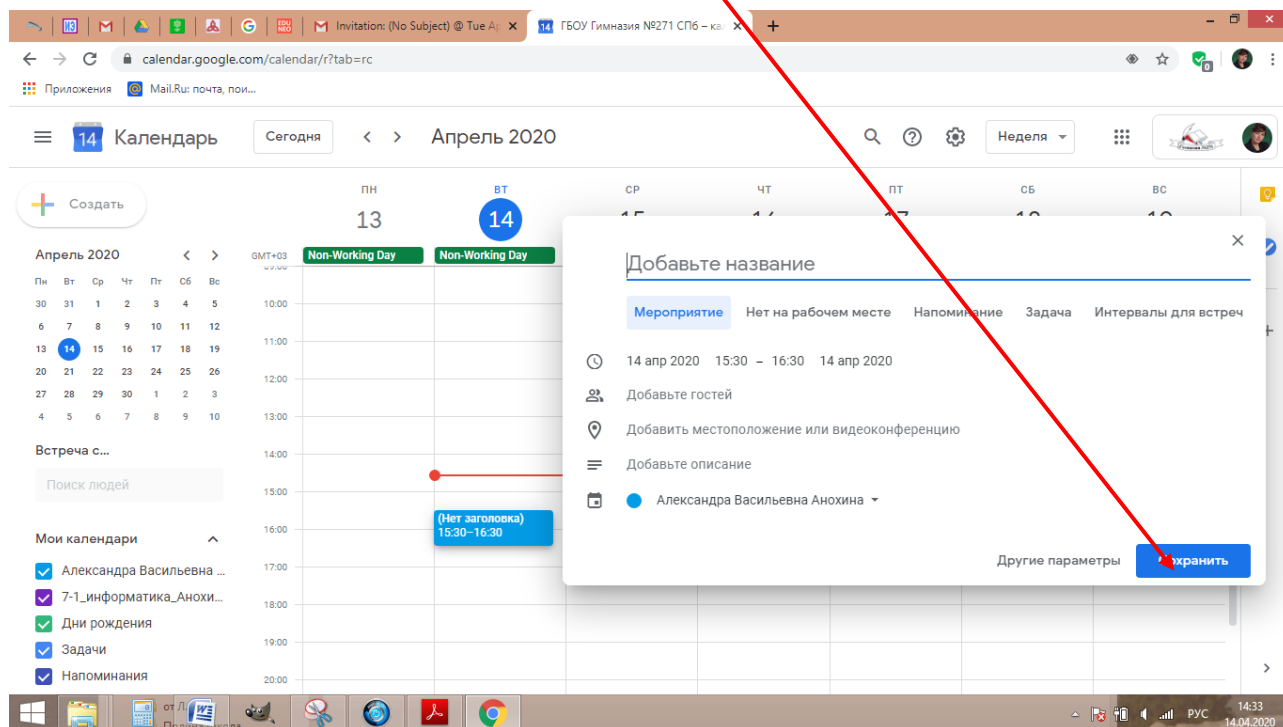 ИЗ
EDU NEO
Invitation: (No Subject) @ Tue Ap
14 ГБОУ Гимназия №271 СПб – ка
calendar.google.com/calendar/r?tab=rc
0
Приложения
Mail.Ru: почта, пои...
14 Календарь
Сегодня
Апрель 2020
Неделя
Создать
ПН ВТ СР ЧТ ПТ СБ ВС
13 14
GMT+03
Non-Working Day Non-Working Day
Апрель 2020
Пн Вт Ср Чт Пт Сб Вс
30 31 1 2 3 4 5
6 7 8 9 10 11 12
13 14 15 16 17 18 19
20 21 22 23 24 25 26
27 28 29 30 1 2 3
4 5 6 7 8 9 10
Встреча с...
Поиск людей
Мои календари
Александра Васильевна ...
7-1_информатика_Анохи...
Дни рождения
Задачи
Напоминания
10:00
11:00
12:00
13:00
14:00
15:00
16:00
17:00
18:00
19:00
20:00
(Нет заголовка)
15:30–16:30
Добавьте название
Мероприятие Нет на рабочем месте Напоминание Задача Интервалы для встреч
14 апр 2020 15:30 – 16:30 14 апр 2020
Добавьте гостей
Добавить местоположение или видеоконференцию
Добавьте описание
Александра Васильевна Анохина
Другие параметры
Сохранить
РУС
14:33
14.04.2020